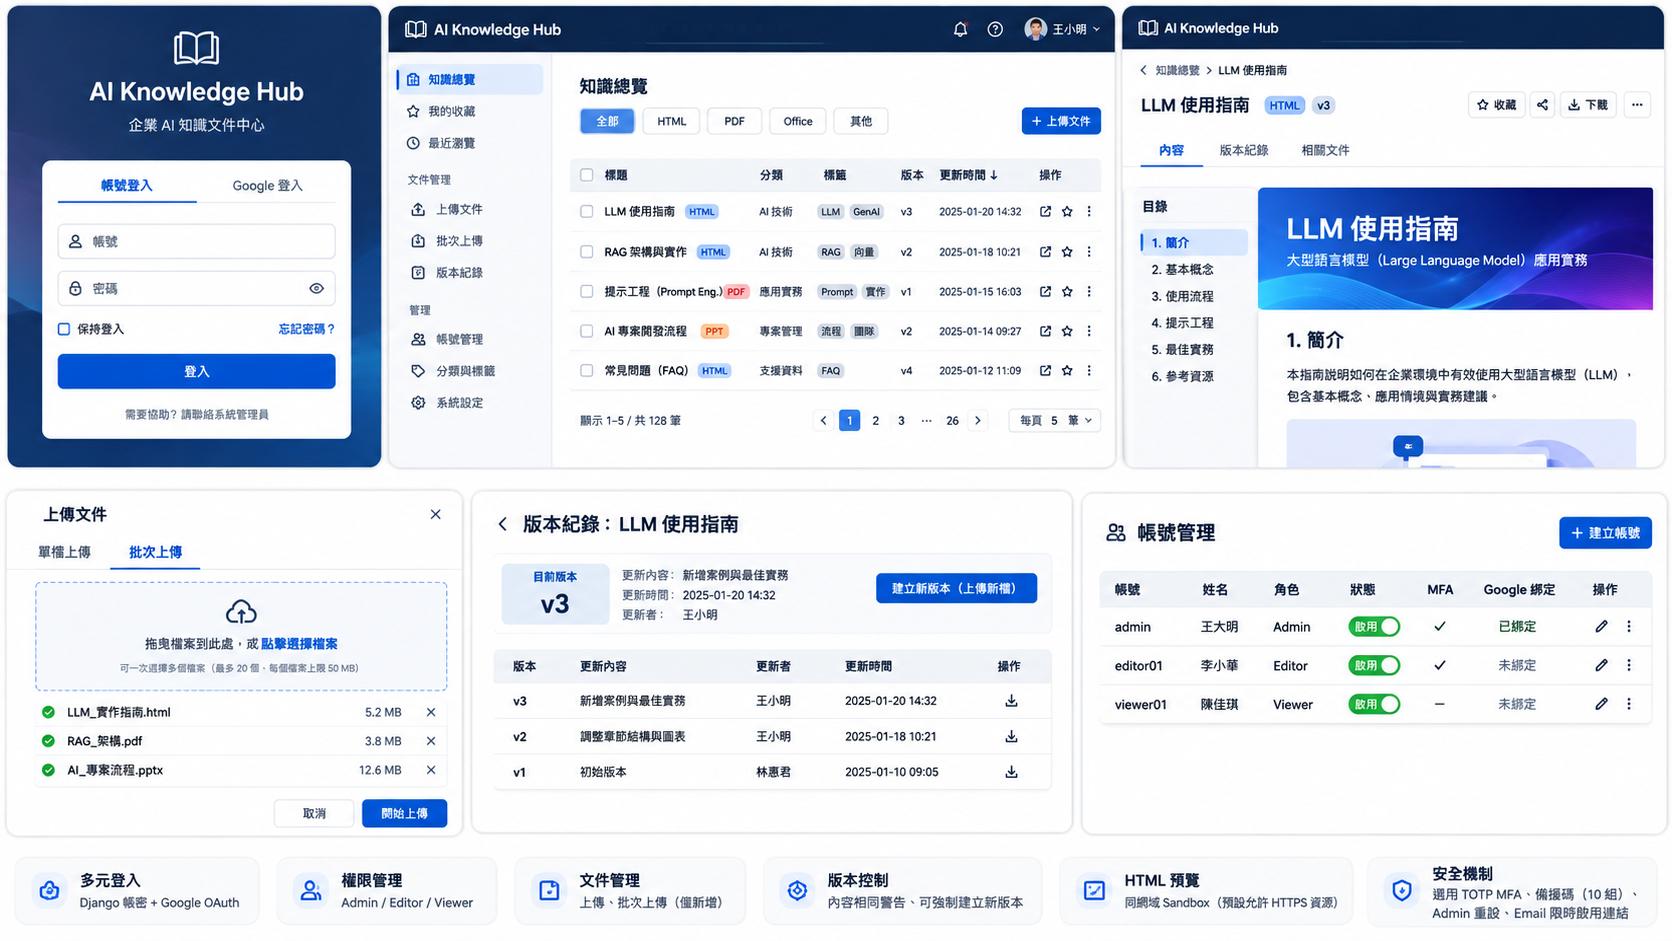 AI Knowledge Hub
企業 AI 知識文件中心
帳號登入 Google 登入
帳號
密碼
保持登入 忘記密碼？
登入
需要協助？請聯絡系統管理員
AI Knowledge Hub 王小明
知識總覽
我的收藏
最近瀏覽
文件管理
上傳文件
批次上傳
版本紀錄
管理
帳號管理
分類與標籤
系統設定
知識總覽
全部 HTML PDF Office 其他 + 上傳文件
標題 分類 標籤 版本 更新時間 ↓ 操作
LLM 使用指南 HTML AI 技術 LLM GenAI v3 2025-01-20 14:32
RAG 架構與實作 HTML AI 技術 RAG 向量 v2 2025-01-18 10:21
提示工程（Prompt Eng.） PDF 應用實務 Prompt 實作 v1 2025-01-15 16:03
AI 專案開發流程 PPT 專案管理 流程 團隊 v2 2025-01-14 09:27
常見問題（FAQ） HTML 支援資料 FAQ v4 2025-01-12 11:09
顯示 1–5 / 共 128 筆 1 2 3 ··· 26 每頁 5 筆
AI Knowledge Hub
知識總覽 > LLM 使用指南
LLM 使用指南 HTML v3 收藏 下載 ···
內容 版本紀錄 相關文件
目錄
1. 簡介
2. 基本概念
3. 使用流程
4. 提示工程
5. 最佳實務
6. 參考資源
LLM 使用指南
大型語言模型（Large Language Model）應用實務
1. 簡介
本指南說明如何在企業環境中有效使用大型語言模型（LLM），
包含基本概念、應用情境與實務建議。
上傳文件
單檔上傳 批次上傳
拖曳檔案到此處，或 點擊選擇檔案
可一次選擇多個檔案（最多 20 個、每個檔案上限 50 MB）
LLM_實作指南.html 5.2 MB
RAG_架構.pdf 3.8 MB
AI_專案流程.pptx 12.6 MB
取消 開始上傳
版本紀錄：LLM 使用指南
目前版本
v3
更新內容： 新增案例與最佳實務
更新時間： 2025-01-20 14:32
更新者： 王小明
建立新版本（上傳新檔）
版本 更新內容 更新者 更新時間 操作
v3 新增案例與最佳實務 王小明 2025-01-20 14:32
v2 調整章節結構與圖表 王小明 2025-01-18 10:21
v1 初始版本 林惠君 2025-01-10 09:05
帳號管理 + 建立帳號
帳號 姓名 角色 狀態 MFA Google 綁定 操作
admin 王大明 Admin 啟用 ✓ 已綁定
editor01 李小華 Editor 啟用 ✓ 未綁定
viewer01 陳佳琪 Viewer 啟用 — 未綁定
多元登入
Django 帳密 + Google OAuth
權限管理
Admin / Editor / Viewer
文件管理
上傳、批次上傳（僅新增）
版本控制
內容相同警告、可強制建立新版本
HTML 預覽
同網域 Sandbox（預設允許 HTTPS 資源）
安全機制
選用 TOTP MFA、備援碼（10 組）、
Admin 重設、Email 限時啟用連結